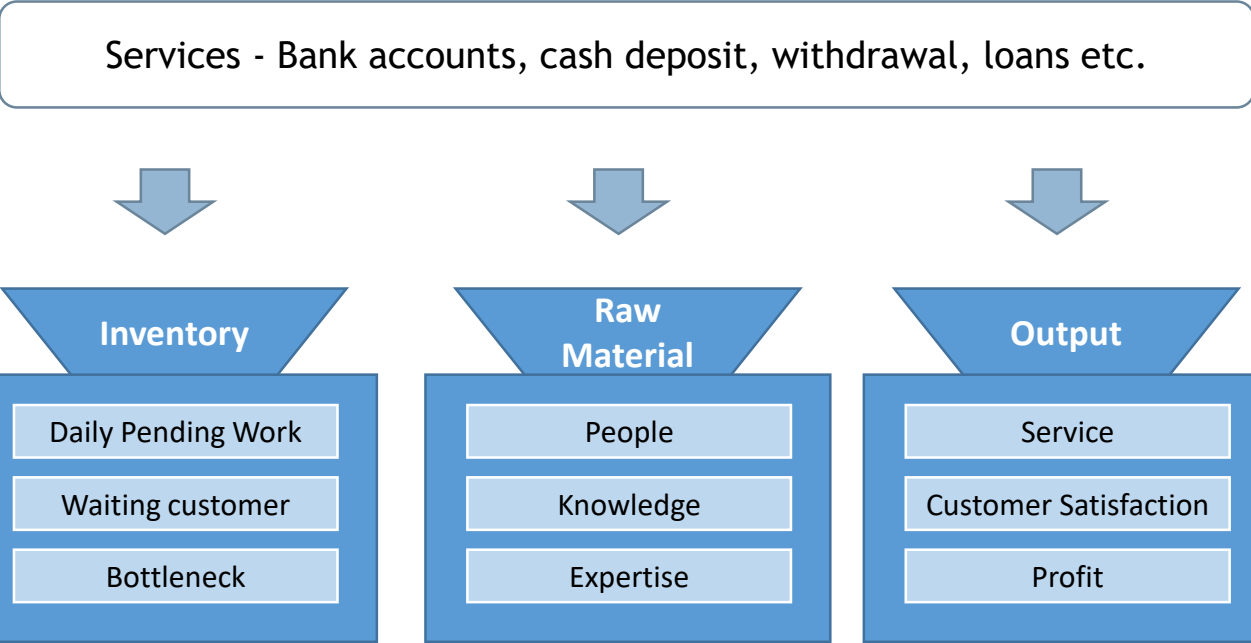 Services - Bank accounts, cash deposit, withdrawal, loans etc.
Inventory
Daily Pending Work
Waiting customer
Bottleneck
Raw
Material
People
Knowledge
Expertise
Output
Service
Customer Satisfaction
Profit